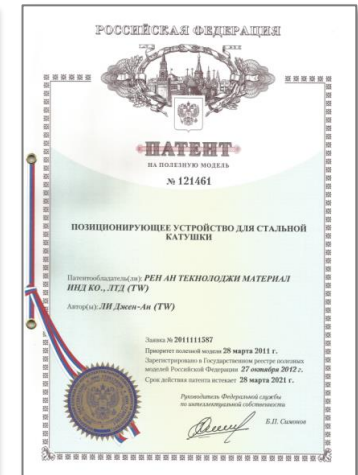 РОССИЙСКАЯ ФЕДЕРАЦИЯ
ПАТЕНТ
НА ПОЛЕЗНУЮ МОДЕЛЬ
№ 121461
ПОЗИЦИОНИРУЮЩЕЕ УСТРОЙСТВО ДЛЯ СТАЛЬНОЙ
КАТУШКИ
Патентообладатель(ли): РЕН АН ТЕКНОЛОДЖИ МАТЕРИАЛ
ИНД КО., ЛТД (TW)
Автор(ы): ЛИ Джен-Ан (TW)
Заявка № 2011111587
Приоритет полезной модели 28 марта 2011 г.
Зарегистрировано в Государственном реестре полезных
моделей Российской Федерации 27 октября 2012 г.
Срок действия патента истекает 28 марта 2021 г.
Руководитель Федеральной службы
по интеллектуальной собственности
Б.П. Симонов